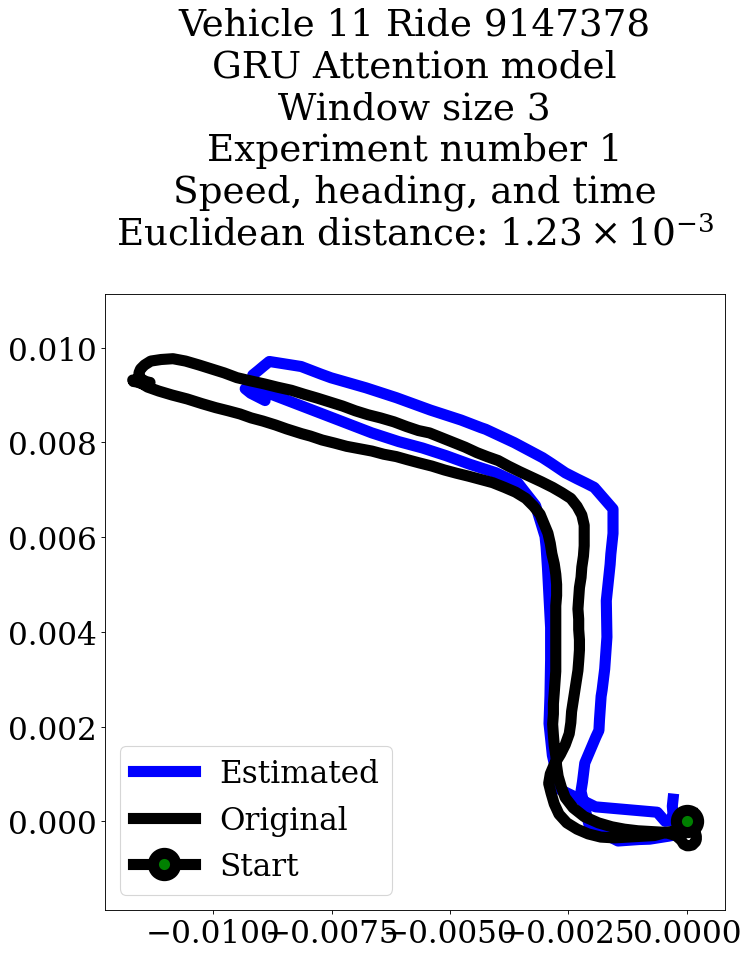 Vehicle 11 Ride 9147378
GRU Attention model
Window size 3
Experiment number 1
Speed, heading, and time
Euclidean distance: 1.23 × 10⁻³
0.010
0.008
0.006
0.004
0.002
0.000
Estimated
Original
Start
−0.0100 −0.0075 −0.0050 −0.0025 0.0000